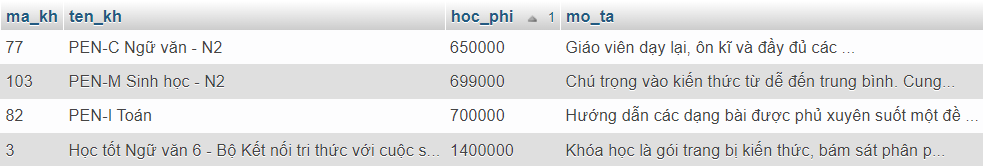 ma_kh ten_kh hoc_phi 1 mo_ta
77 PEN-C Ngữ văn - N2 650000 Giáo viên dạy lại, ôn kĩ và đầy đủ các ...
103 PEN-M Sinh học - N2 699000 Chú trọng vào kiến thức từ dễ đến trung bình. Cung...
82 PEN-I Toán 700000 Hướng dẫn các dạng bài được phủ xuyên suốt một đề ...
3 Học tốt Ngữ văn 6 - Bộ Kết nối tri thức với cuộc s... 1400000 Khóa học là gói trang bị kiến thức, bám sát phân p...